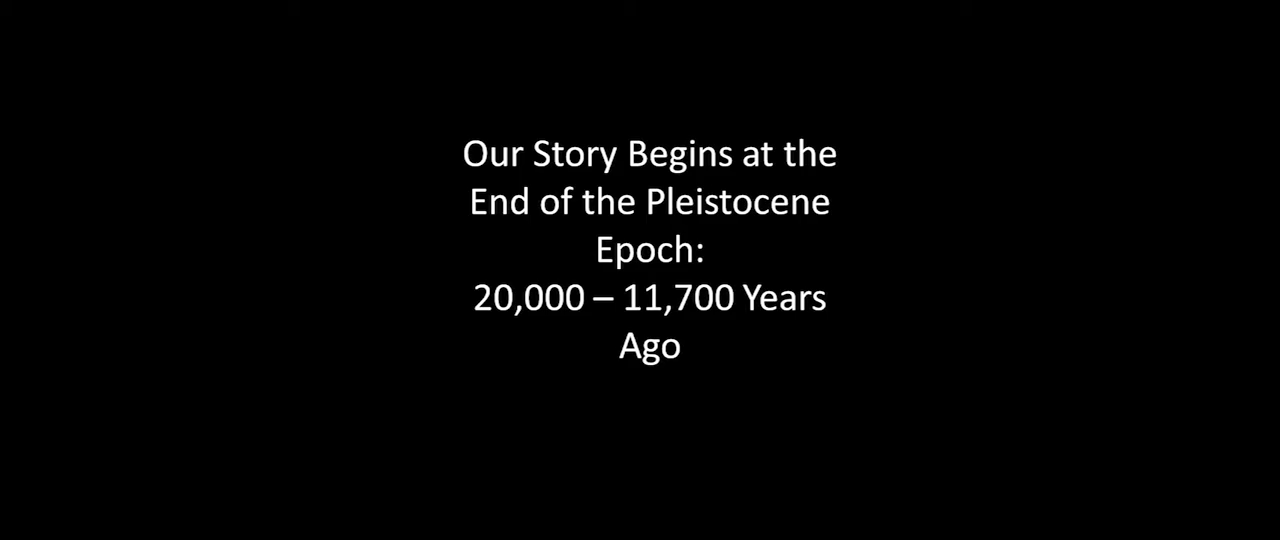 Our Story Begins at the
End of the Pleistocene
Epoch:
20,000 – 11,700 Years
Ago